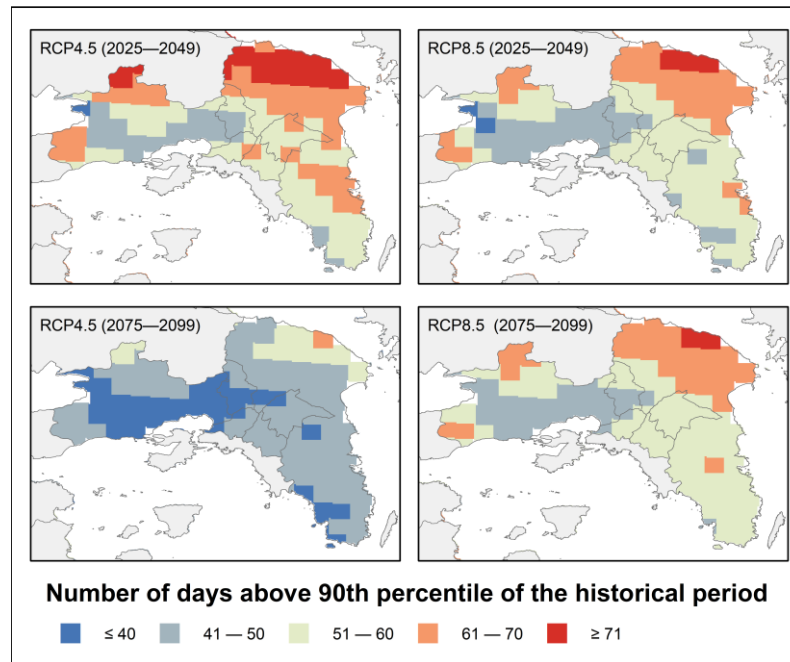 RCP4.5 (2025—2049)
RCP8.5 (2025—2049)
RCP4.5 (2075—2099)
RCP8.5 (2075—2099)
Number of days above 90th percentile of the historical period
≤ 40
41 — 50
51 — 60
61 — 70
≥ 71